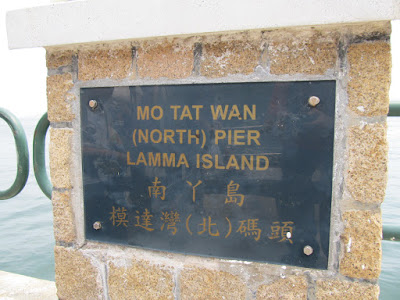 MO TAT WAN
(NORTH) PIER
LAMMA ISLAND
南丫島
模達灣(北)碼頭